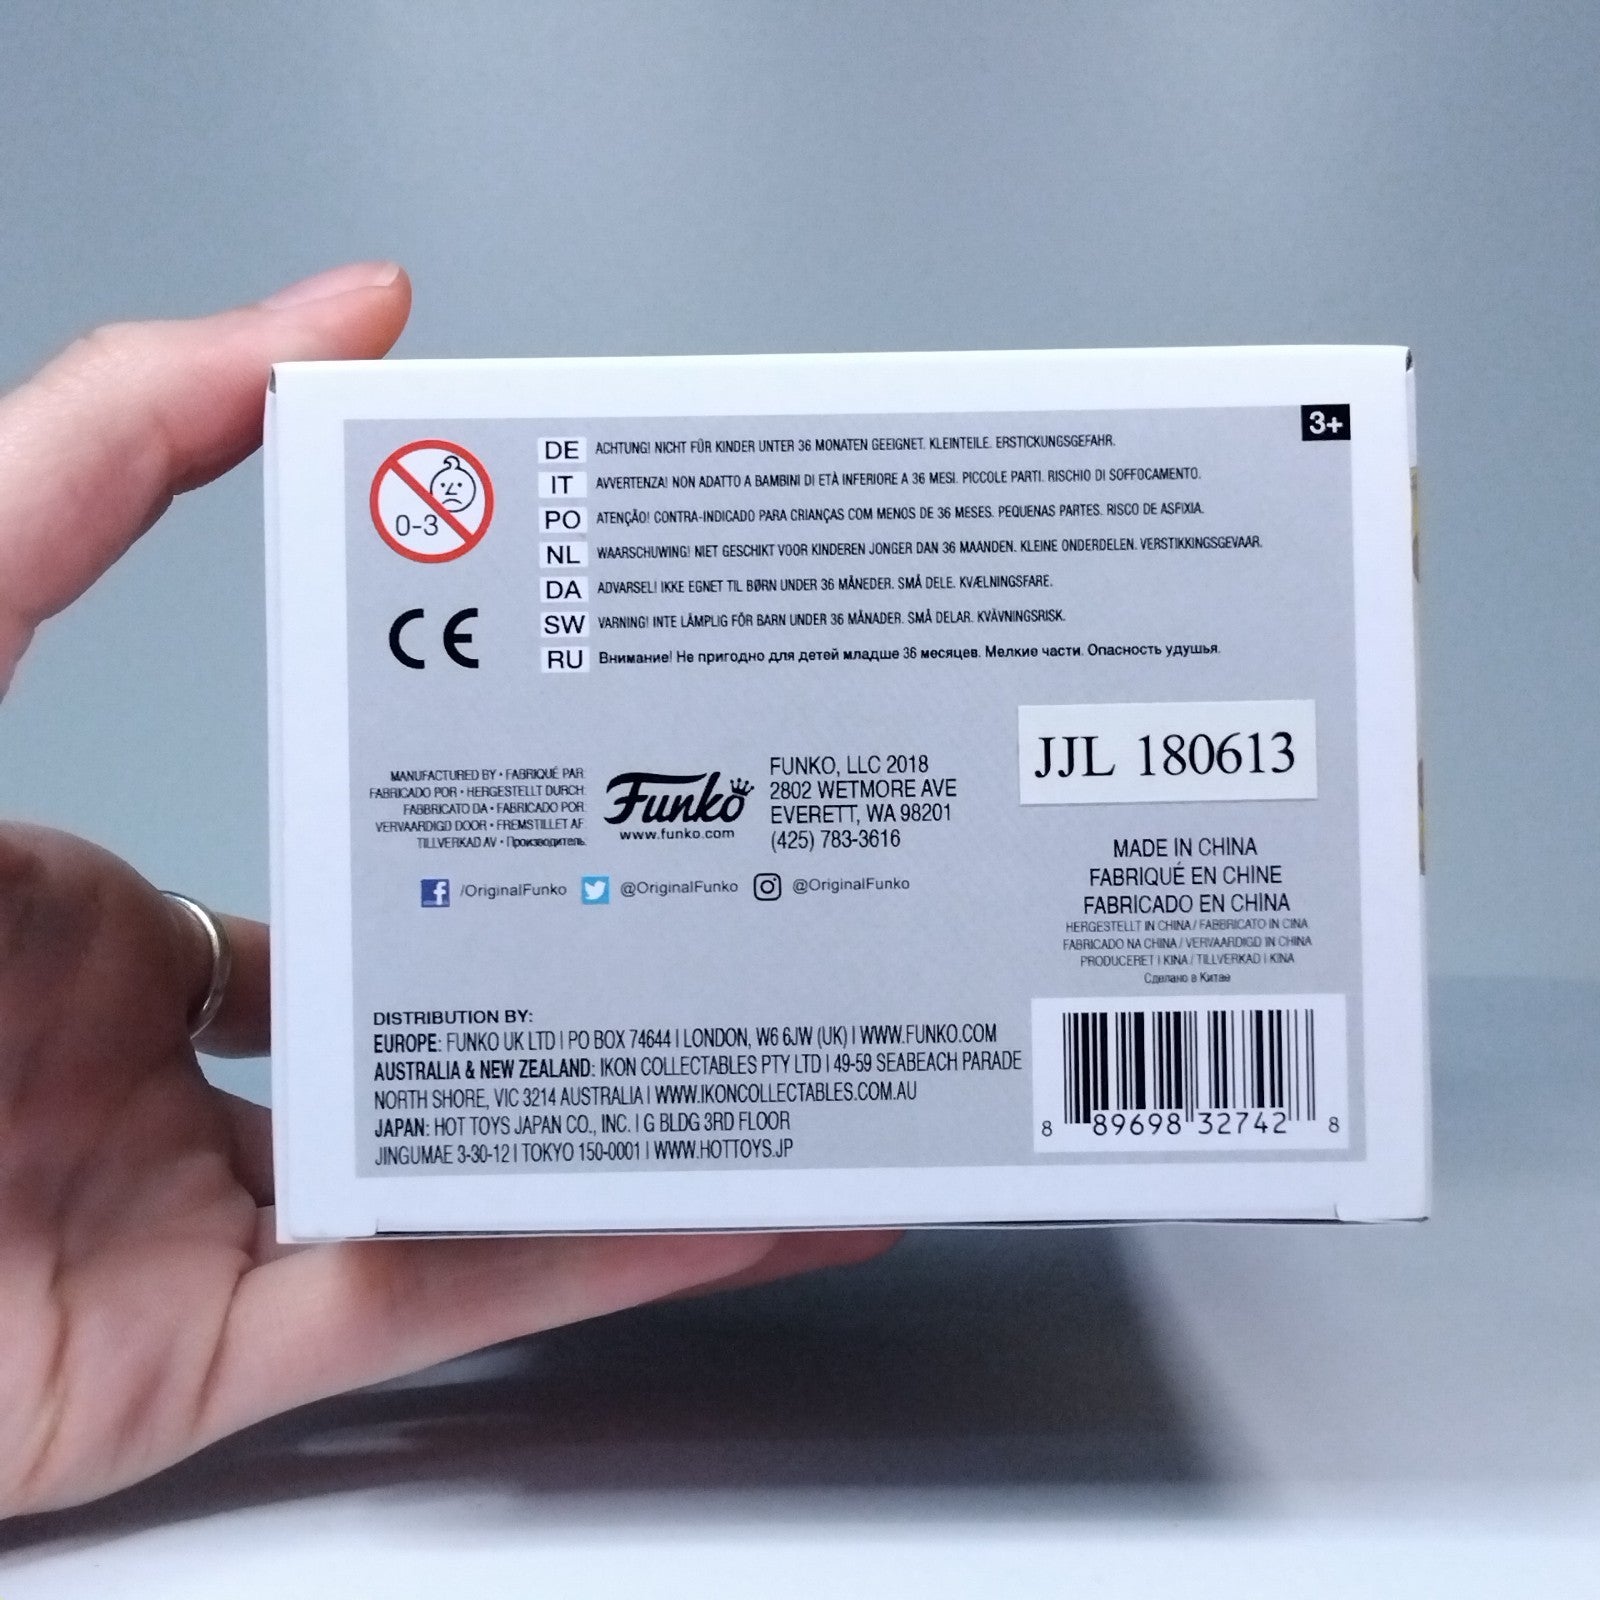 3+
0-3
DE ACHTUNG! NICHT FÜR KINDER UNTER 36 MONATEN GEEIGNET. KLEINTEILE. ERSTICKUNGSGEFAHR.
IT AVVERTENZA! NON ADATTO A BAMBINI DI ETÀ INFERIORE A 36 MESI. PICCOLE PARTI. RISCHIO DI SOFFOCAMENTO.
PO ATENÇÃO! CONTRA-INDICADO PARA CRIANÇAS COM MENOS DE 36 MESES. PEQUENAS PARTES. RISCO DE ASFIXIA.
NL WAARSCHUWING! NIET GESCHIKT VOOR KINDEREN JONGER DAN 36 MAANDEN. KLEINE ONDERDELEN. VERSTIKKINGSGEVAAR.
DA ADVARSEL! IKKE EGNET TIL BØRN UNDER 36 MÅNEDER. SMÅ DELE. KVÆLNINGSFARE.
SW VARNING! INTE LÄMPLIG FÖR BARN UNDER 36 MÅNADER. SMÅ DELAR. KVÄVNINGSRISK.
RU Внимание! Не пригодно для детей младше 36 месяцев. Мелкие части. Опасность удушья.
CE
MANUFACTURED BY • FABRIQUÉ PAR
FABRICADO POR • HERGESTELLT DURCH:
FABBRICATO DA • FABRICADO POR:
VERVAARDIGD DOOR • FREMSTILLET AF
TILLVERKAD AV • Производитель:
Funko
www.funko.com
FUNKO, LLC 2018
2802 WETMORE AVE
EVERETT, WA 98201
(425) 783-3616
/OriginalFunko @OriginalFunko @OriginalFunko
JJL 180613
MADE IN CHINA
FABRIQUÉ EN CHINE
FABRICADO EN CHINA
HERGESTELLT IN CHINA / FABBRICATO IN CINA
FABRICADO NA CHINA / VERVAARDIGD IN CHINA
PRODUCERET I KINA / TILLVERKAD I KINA
Сделано в Китае
DISTRIBUTION BY:
EUROPE: FUNKO UK LTD | PO BOX 74644 | LONDON, W6 6JW (UK) | WWW.FUNKO.COM
AUSTRALIA & NEW ZEALAND: IKON COLLECTABLES PTY LTD | 49-59 SEABEACH PARADE
NORTH SHORE, VIC 3214 AUSTRALIA | WWW.IKONCOLLECTABLES.COM.AU
JAPAN: HOT TOYS JAPAN CO., INC. | G BLDG 3RD FLOOR
JINGUMAE 3-30-12 | TOKYO 150-0001 | WWW.HOTTOYS.JP
8 89698 32742 8